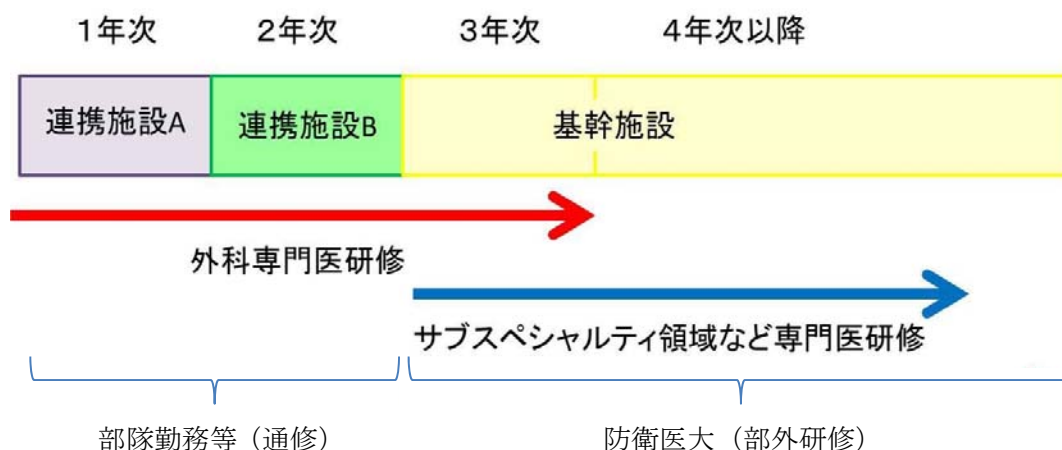 1年次 2年次 3年次 4年次以降
連携施設A 連携施設B 基幹施設
外科専門医研修
サブスペシャルティ領域など専門医研修
部隊勤務等（通修） 防衛医大（部外研修）